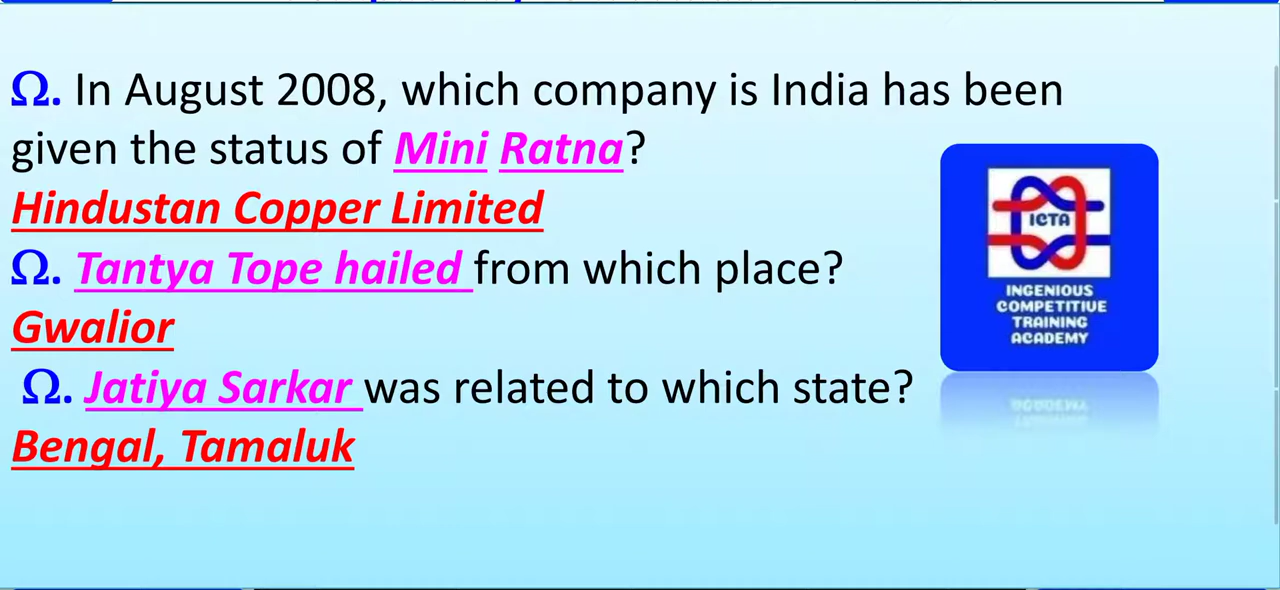 Ω. In August 2008, which company is India has been
given the status of Mini Ratna?
Hindustan Copper Limited
Ω. Tantya Tope hailed from which place?
Gwalior
Ω. Jatiya Sarkar was related to which state?
Bengal, Tamaluk
ICTA
INGENIOUS
COMPETITIVE
TRAINING
ACADEMY